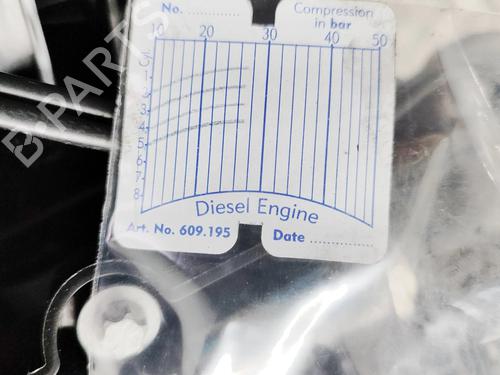 No. ............
Compression
in bar
10 20 30 40 50
Cyl.
1
2
3
4
5
6
7
8
Diesel Engine
Art. No. 609.195
Date ....................
B PARTS